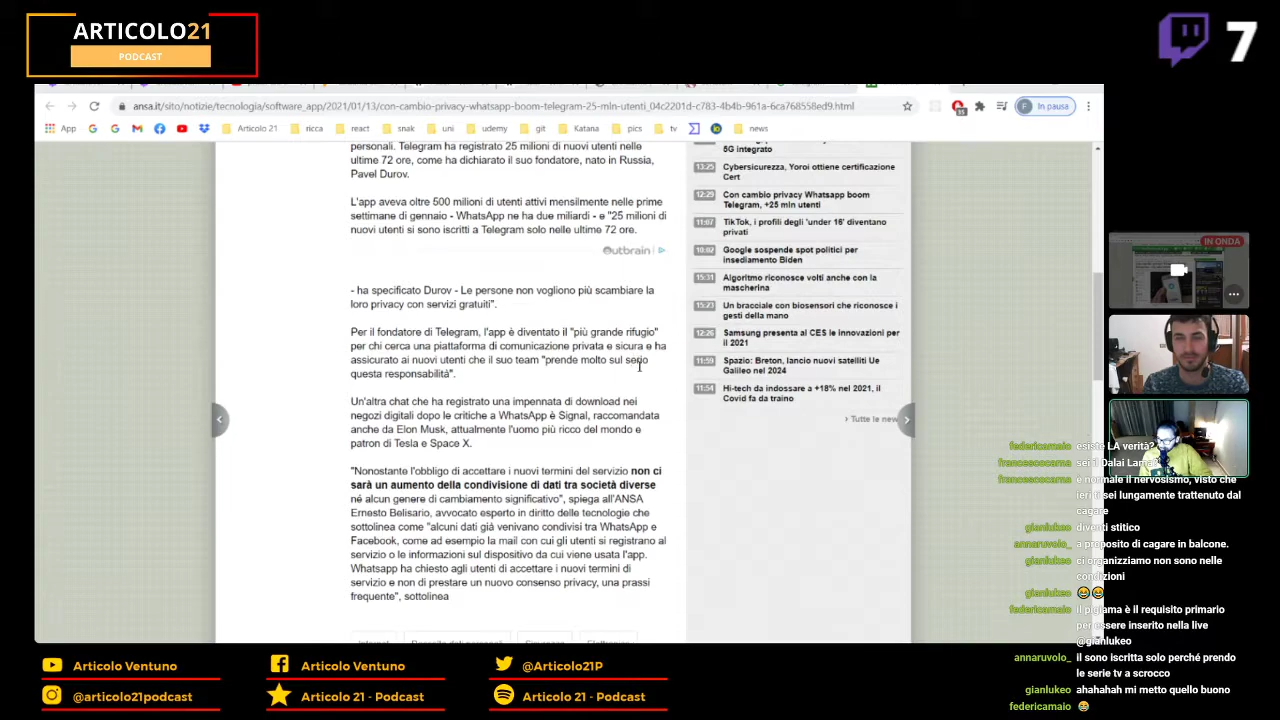 ARTICOLO21
PODCAST
7
ansa.it/sito/notizie/tecnologia/software_app/2021/01/13/con-cambio-privacy-whatsapp-boom-telegram-25-mln-utenti_04c2201d-c783-4b4b-961a-6ca768558ed9.html
35
F In pausa
App
Articolo 21
ricca
react
snak
uni
udemy
git
Katana
pics
tv
news
personali. Telegram ha registrato 25 milioni di nuovi utenti nelle
ultime 72 ore, come ha dichiarato il suo fondatore, nato in Russia,
Pavel Durov.
L'app aveva oltre 500 milioni di utenti attivi mensilmente nelle prime
settimane di gennaio - WhatsApp ne ha due miliardi - e "25 milioni di
nuovi utenti si sono iscritti a Telegram solo nelle ultime 72 ore.
Outbrain
- ha specificato Durov - Le persone non vogliono più scambiare la
loro privacy con servizi gratuiti".
Per il fondatore di Telegram, l'app è diventato il "più grande rifugio"
per chi cerca una piattaforma di comunicazione privata e sicura e ha
assicurato ai nuovi utenti che il suo team "prende molto sul serio
questa responsabilità".
Un'altra chat che ha registrato una impennata di download nei
negozi digitali dopo le critiche a WhatsApp è Signal, raccomandata
anche da Elon Musk, attualmente l'uomo più ricco del mondo e
patron di Tesla e Space X.
"Nonostante l'obbligo di accettare i nuovi termini del servizio non ci
sarà un aumento della condivisione di dati tra società diverse
né alcun genere di cambiamento significativo", spiega all'ANSA
Ernesto Belisario, avvocato esperto in diritto delle tecnologie che
sottolinea come "alcuni dati già venivano condivisi tra WhatsApp e
Facebook, come ad esempio la mail con cui gli utenti si registrano al
servizio o le informazioni sul dispositivo da cui viene usata l'app.
Whatsapp ha chiesto agli utenti di accettare i nuovi termini di
servizio e non di prestare un nuovo consenso privacy, una prassi
frequente", sottolinea
5G integrato
13:25 Cybersicurezza, Yoroi ottiene certificazione
Cert
12:29 Con cambio privacy Whatsapp boom
Telegram, +25 mln utenti
11:07 TikTok, i profili degli 'under 16' diventano
privati
10:02 Google sospende spot politici per
insediamento Biden
15:31 Algoritmo riconosce volti anche con la
mascherina
15:23 Un bracciale con biosensori che riconosce i
gesti della mano
12:26 Samsung presenta al CES le innovazioni per
il 2021
11:59 Spazio: Breton, lancio nuovi satelliti Ue
Galileo nel 2024
11:54 Hi-tech da indossare a +18% nel 2021, il
Covid fa da traino
› Tutte le new
IN ONDA
federicamaio esiste LA verità?
francescocama sei il Dalai Lama?
francescocama è normale il nervosismo, visto che
ieri ti sei lungamente trattenuto dal
cagare
gianlukeo diventi stitico
annaruvolo_ a proposito di cagare in balcone.
gianlukeo ci organizziamo non sono nelle
condizioni
gianlukeo 😂😂
federicamaio Il pigiama è il requisito primario
per essere inserito nella live
@gianlukeo
annaruvolo_ Il sono iscritta solo perché prendo
le serie tv a scrocco
gianlukeo ahahahah mi metto quello buono
federicamaio 😂
Articolo Ventuno
Articolo Ventuno
@Articolo21P
@articolo21podcast
Articolo 21 - Podcast
Articolo 21 - Podcast